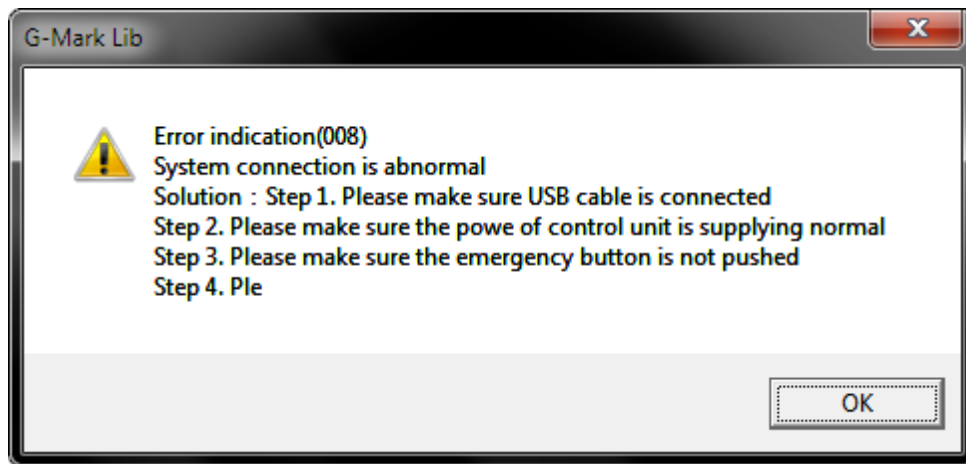 G-Mark Lib
Error indication(008)
System connection is abnormal
Solution : Step 1. Please make sure USB cable is connected
Step 2. Please make sure the powe of control unit is supplying normal
Step 3. Please make sure the emergency button is not pushed
Step 4. Ple
OK